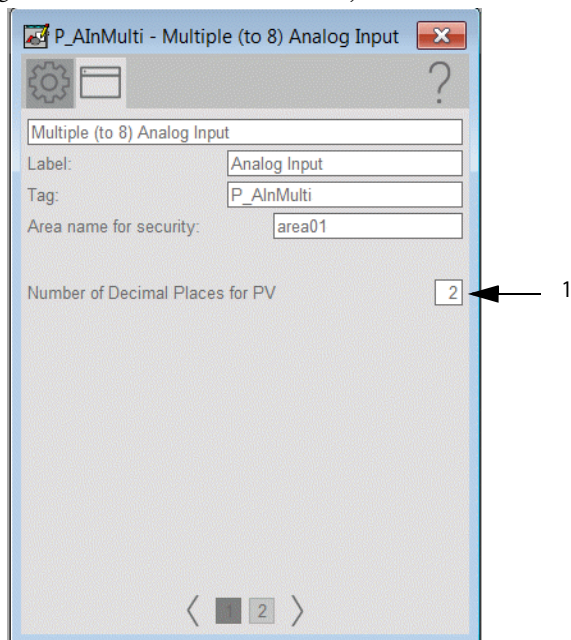 P_AInMulti - Multiple (to 8) Analog Input
?
Multiple (to 8) Analog Input
Label: Analog Input
Tag: P_AInMulti
Area name for security: area01
Number of Decimal Places for PV 2
1
1 2